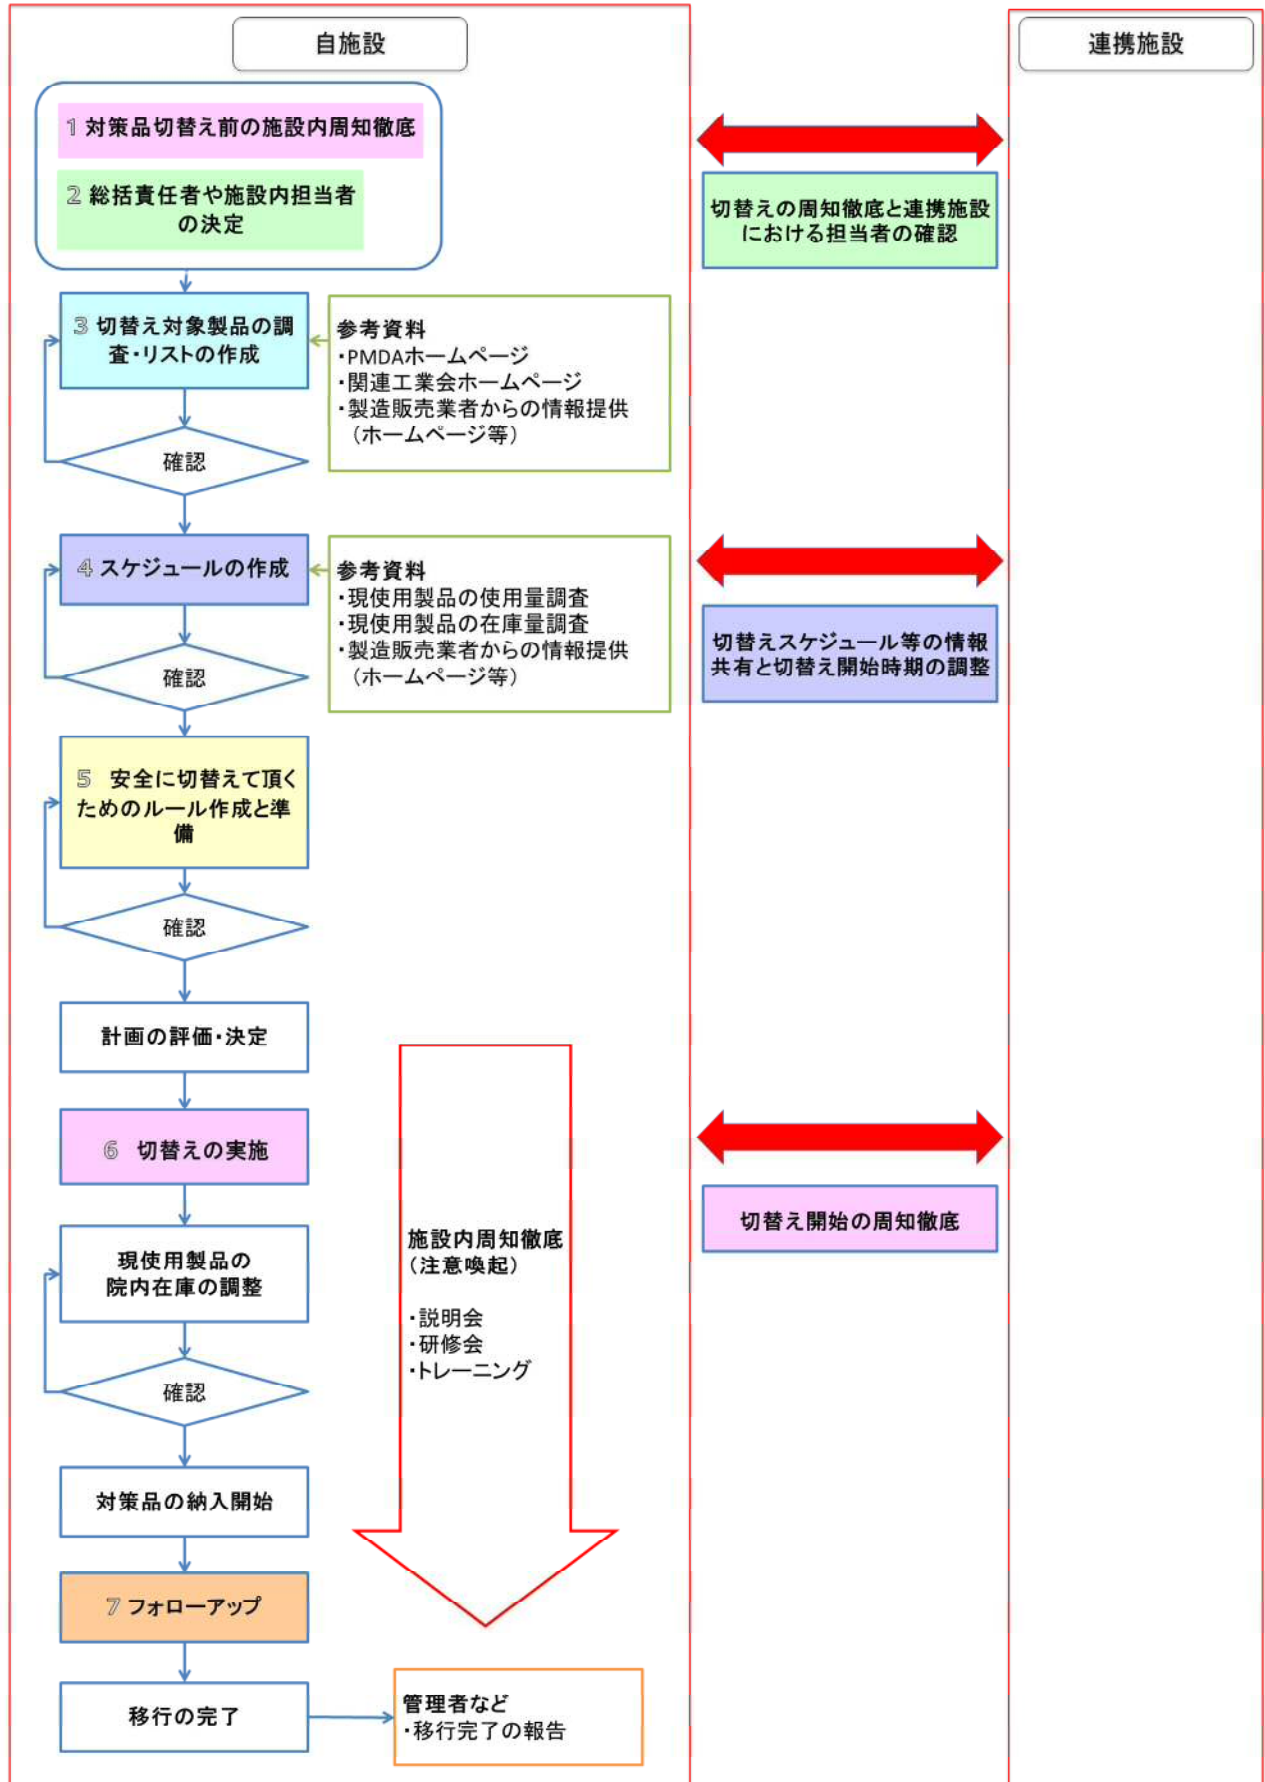 自施設
連携施設
1 対策品切替え前の施設内周知徹底
2 総括責任者や施設内担当者
の決定
切替えの周知徹底と連携施設
における担当者の確認
3 切替え対象製品の調
査・リストの作成
参考資料
・PMDAホームページ
・関連工業会ホームページ
・製造販売業者からの情報提供
（ホームページ等）
確認
4 スケジュールの作成
参考資料
・現使用製品の使用量調査
・現使用製品の在庫量調査
・製造販売業者からの情報提供
（ホームページ等）
切替えスケジュール等の情報
共有と切替え開始時期の調整
確認
5 安全に切替えて頂く
ためのルール作成と準
備
確認
計画の評価・決定
6 切替えの実施
切替え開始の周知徹底
施設内周知徹底
（注意喚起）
・説明会
・研修会
・トレーニング
現使用製品の
院内在庫の調整
確認
対策品の納入開始
7 フォローアップ
移行の完了
管理者など
・移行完了の報告